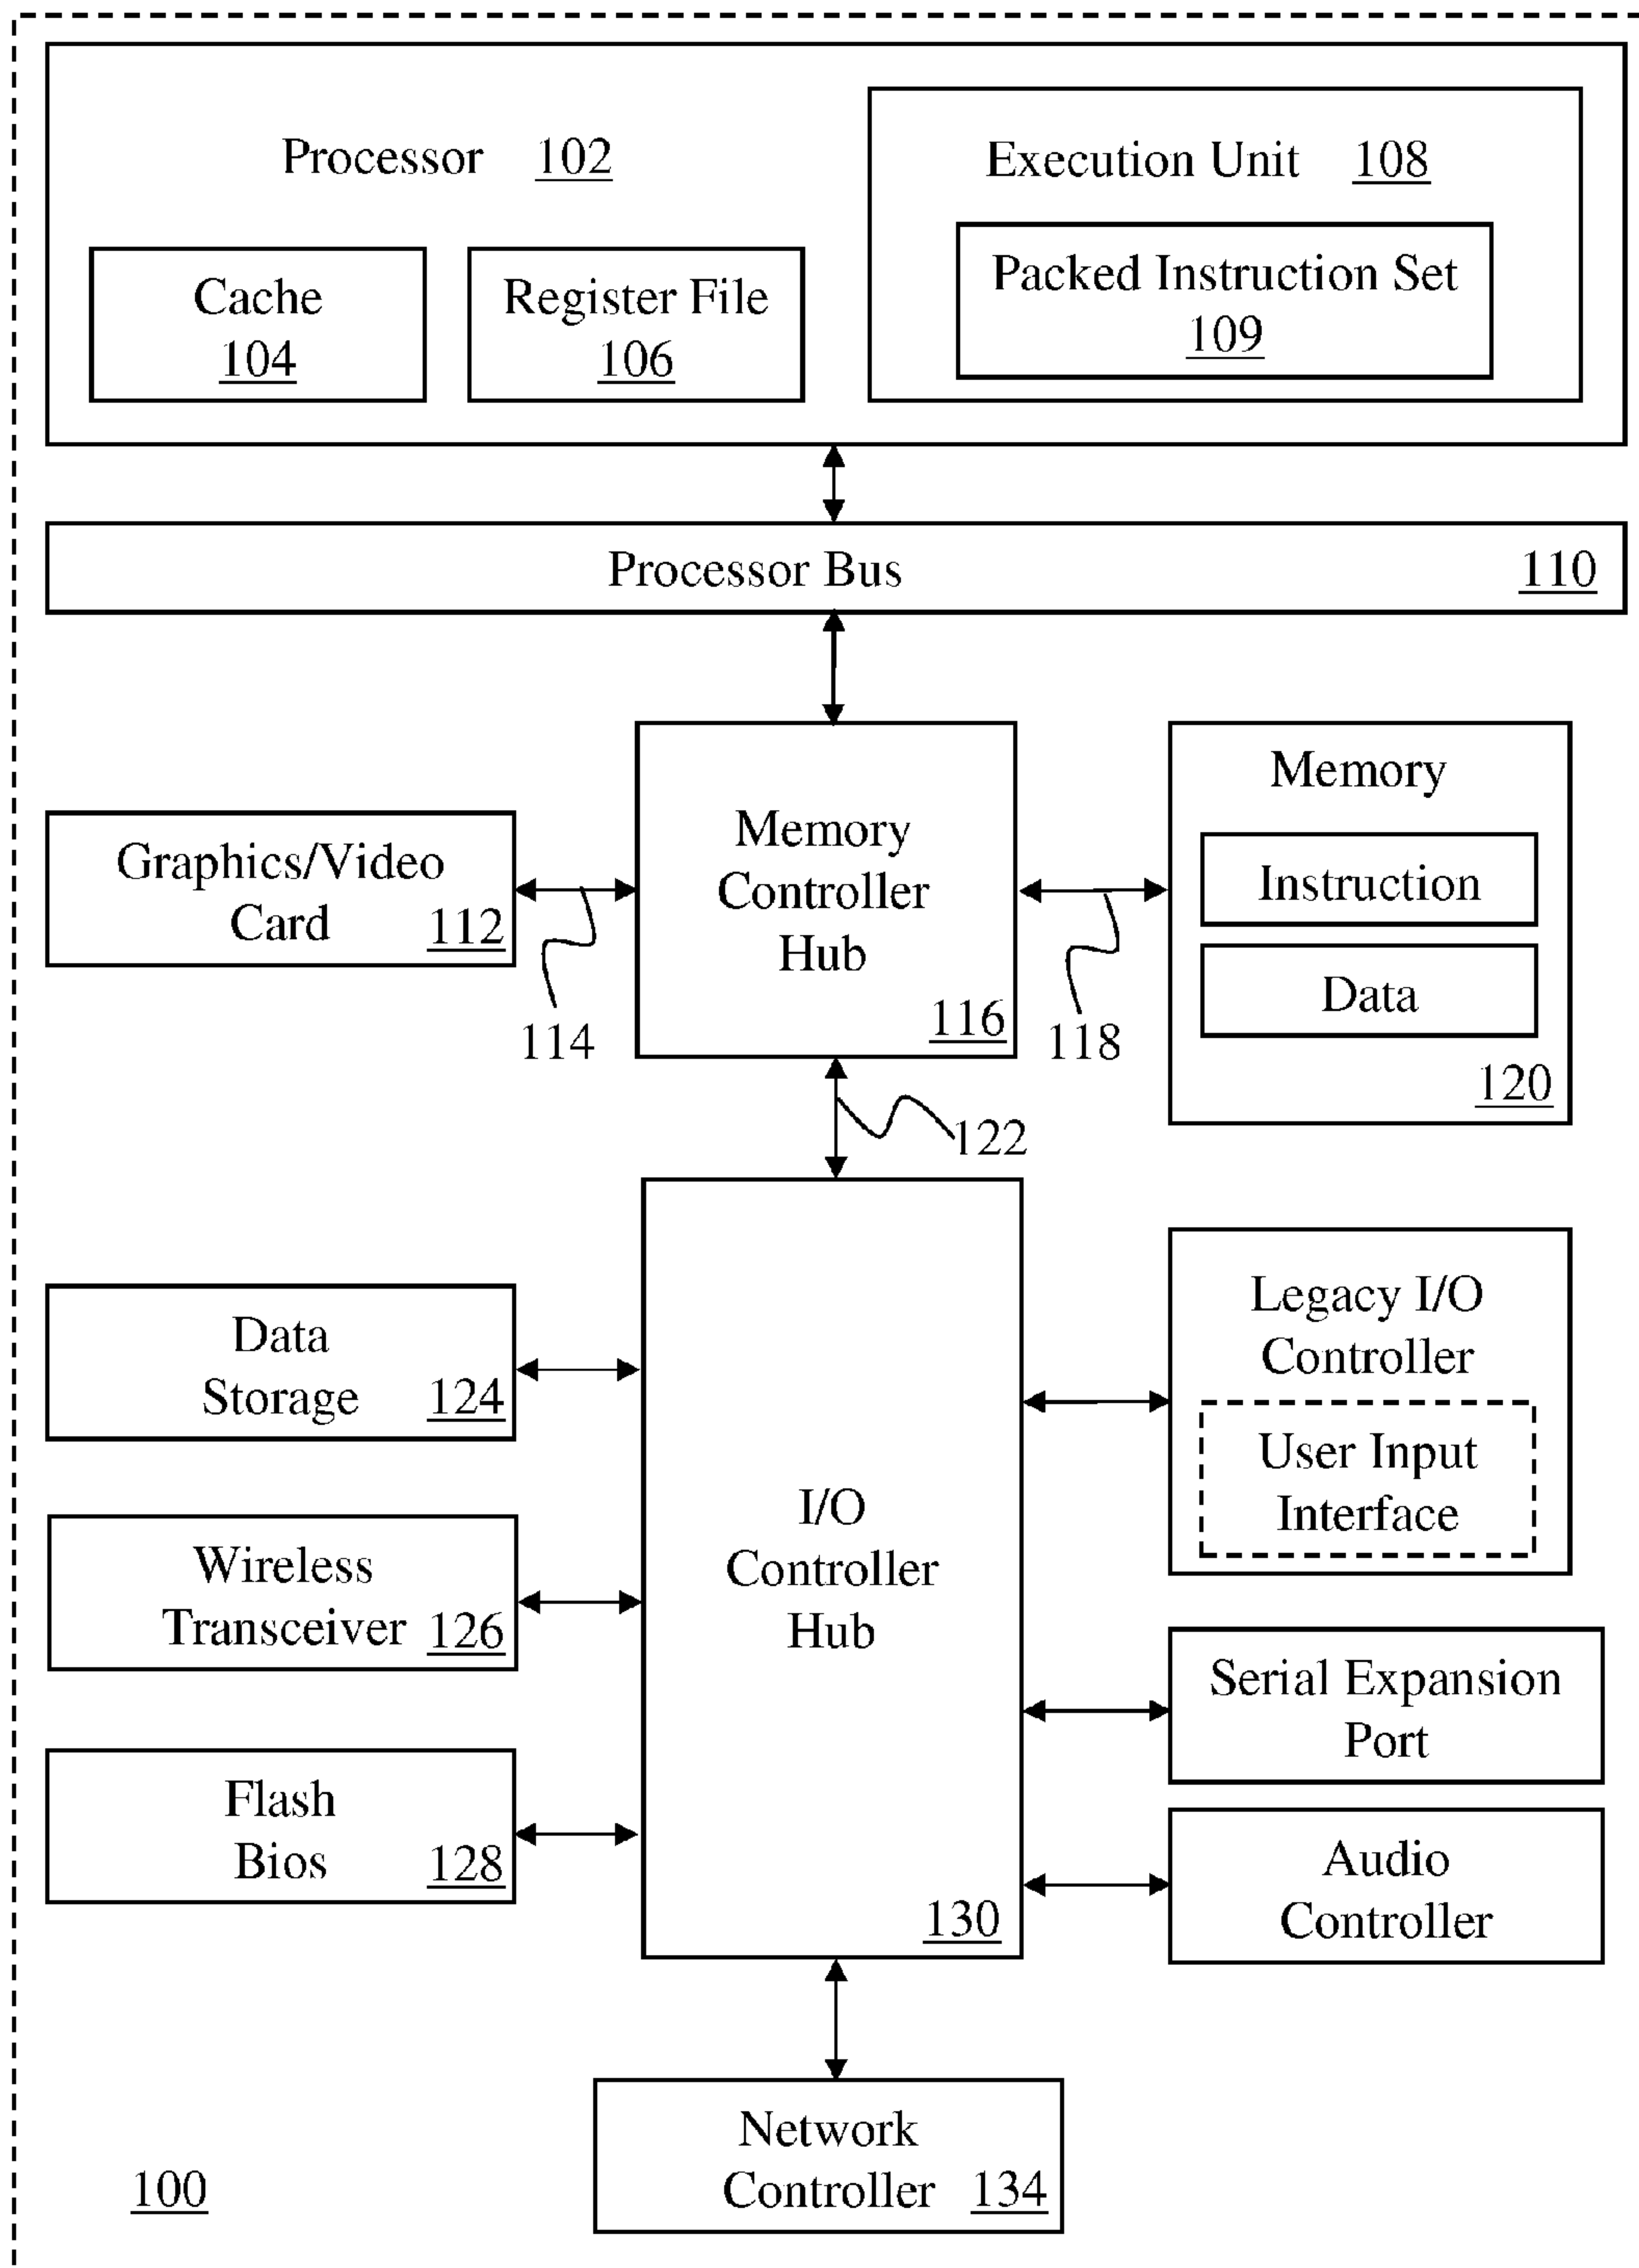 Processor 102
Execution Unit 108
Cache
104
Register File
106
Packed Instruction Set
109
Processor Bus 110
Graphics/Video
Card 112
114
Memory
Controller
Hub
116
118
Memory
Instruction
Data
120
122
Data
Storage 124
Wireless
Transceiver 126
Flash
Bios 128
I/O
Controller
Hub
130
Legacy I/O
Controller
User Input
Interface
Serial Expansion
Port
Audio
Controller
Network
Controller 134
100